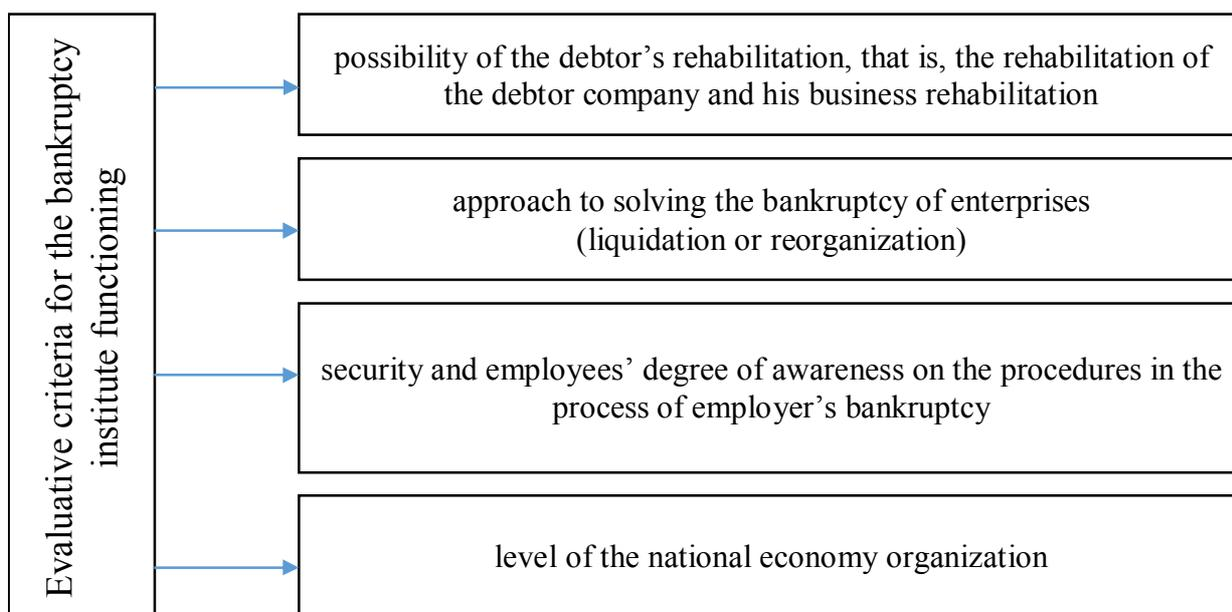 Evaluative criteria for the bankruptcy
institute functioning
possibility of the debtor’s rehabilitation, that is, the rehabilitation of
the debtor company and his business rehabilitation
approach to solving the bankruptcy of enterprises
(liquidation or reorganization)
security and employees’ degree of awareness on the procedures in the
process of employer’s bankruptcy
level of the national economy organization